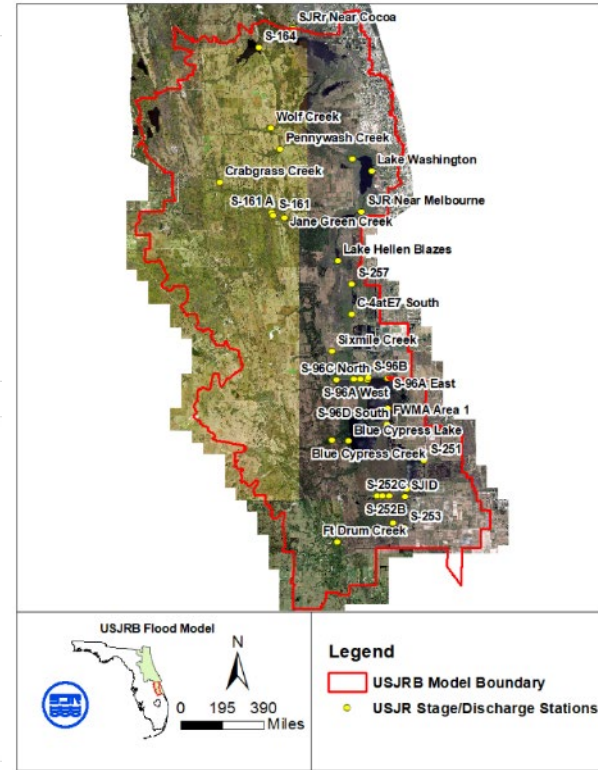 SJRr Near Cocoa
S-164
Wolf Creek
Pennywash Creek
Lake Washington
Crabgrass Creek
S-161 A
S-161
SJR Near Melbourne
Jane Green Creek
Lake Hellen Blazes
S-257
C-4atE7 South
Sixmile Creek
S-96C North
S-96B
S-96A East
S-96A West
S-96D South
FWMA Area 1
Blue Cypress Lake
Blue Cypress Creek
S-251
S-252C
SJID
S-252B
S-253
Ft Drum Creek
USJRB Flood Model
N
0 195 390
Miles
Legend
USJRB Model Boundary
USJR Stage/Discharge Stations